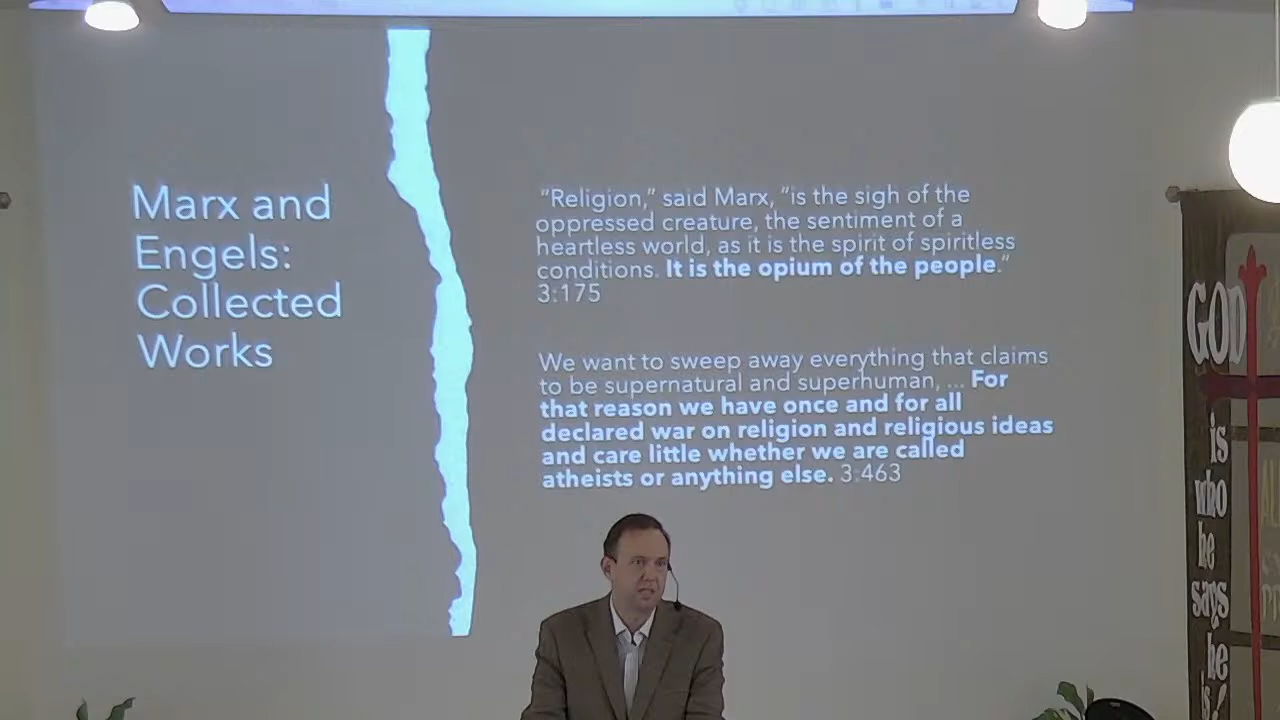 Marx and
Engels:
Collected
Works
"Religion," said Marx, "is the sigh of the
oppressed creature, the sentiment of a
heartless world, as it is the spirit of spiritless
conditions. It is the opium of the people."
3:175
We want to sweep away everything that claims
to be supernatural and superhuman, ... For
that reason we have once and for all
declared war on religion and religious ideas
and care little whether we are called
atheists or anything else. 3:463
GOD
is
who
he
says
he
is!